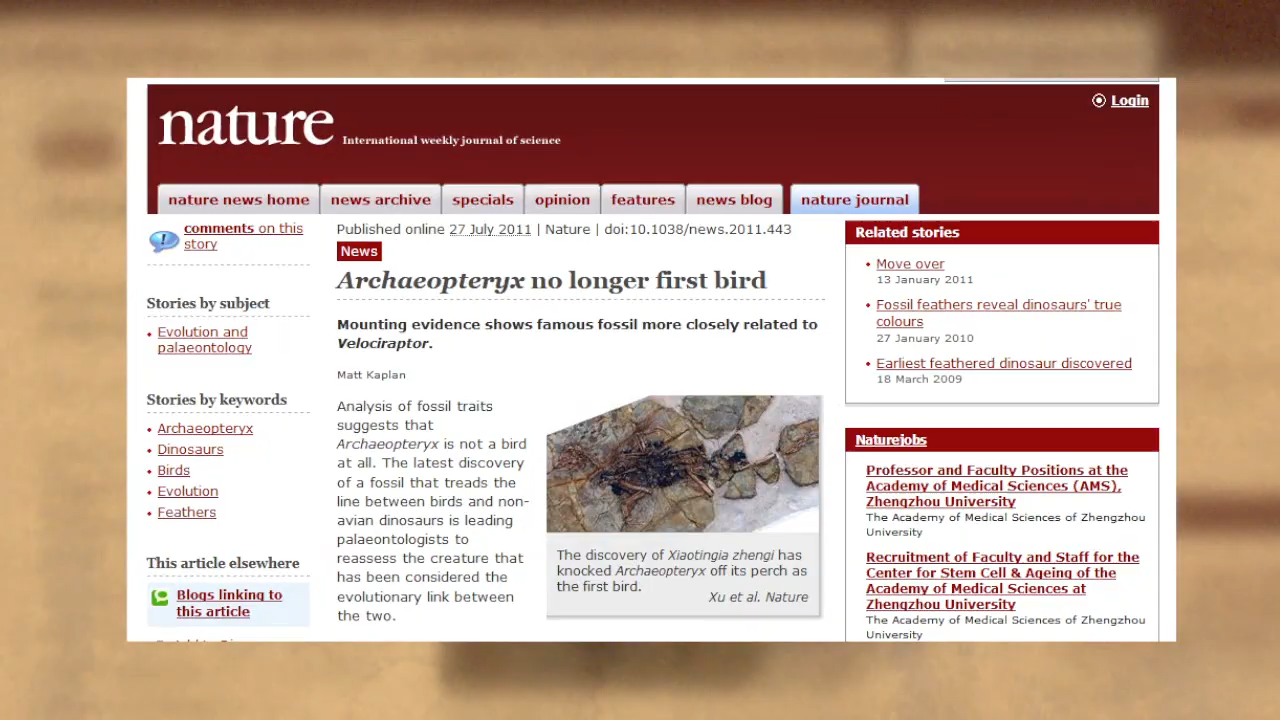 nature International weekly journal of science
Login
nature news home
news archive
specials
opinion
features
news blog
nature journal
comments on this
story
Stories by subject
Evolution and
palaeontology
Stories by keywords
Archaeopteryx
Dinosaurs
Birds
Evolution
Feathers
This article elsewhere
Blogs linking to
this article
Published online 27 July 2011 | Nature | doi:10.1038/news.2011.443
News
Archaeopteryx no longer first bird
Mounting evidence shows famous fossil more closely related to
Velociraptor.
Matt Kaplan
Analysis of fossil traits
suggests that
Archaeopteryx is not a bird
at all. The latest discovery
of a fossil that treads the
line between birds and non-
avian dinosaurs is leading
palaeontologists to
reassess the creature that
has been considered the
evolutionary link between
the two.
The discovery of Xiaotingia zhengi has
knocked Archaeopteryx off its perch as
the first bird.
Xu et al. Nature
Related stories
Move over
13 January 2011
Fossil feathers reveal dinosaurs' true
colours
27 January 2010
Earliest feathered dinosaur discovered
18 March 2009
Naturejobs
Professor and Faculty Positions at the
Academy of Medical Sciences (AMS),
Zhengzhou University
The Academy of Medical Sciences of Zhengzhou
University
Recruitment of Faculty and Staff for the
Center for Stem Cell & Ageing of the
Academy of Medical Sciences at
Zhengzhou University
The Academy of Medical Sciences of Zhengzhou
University